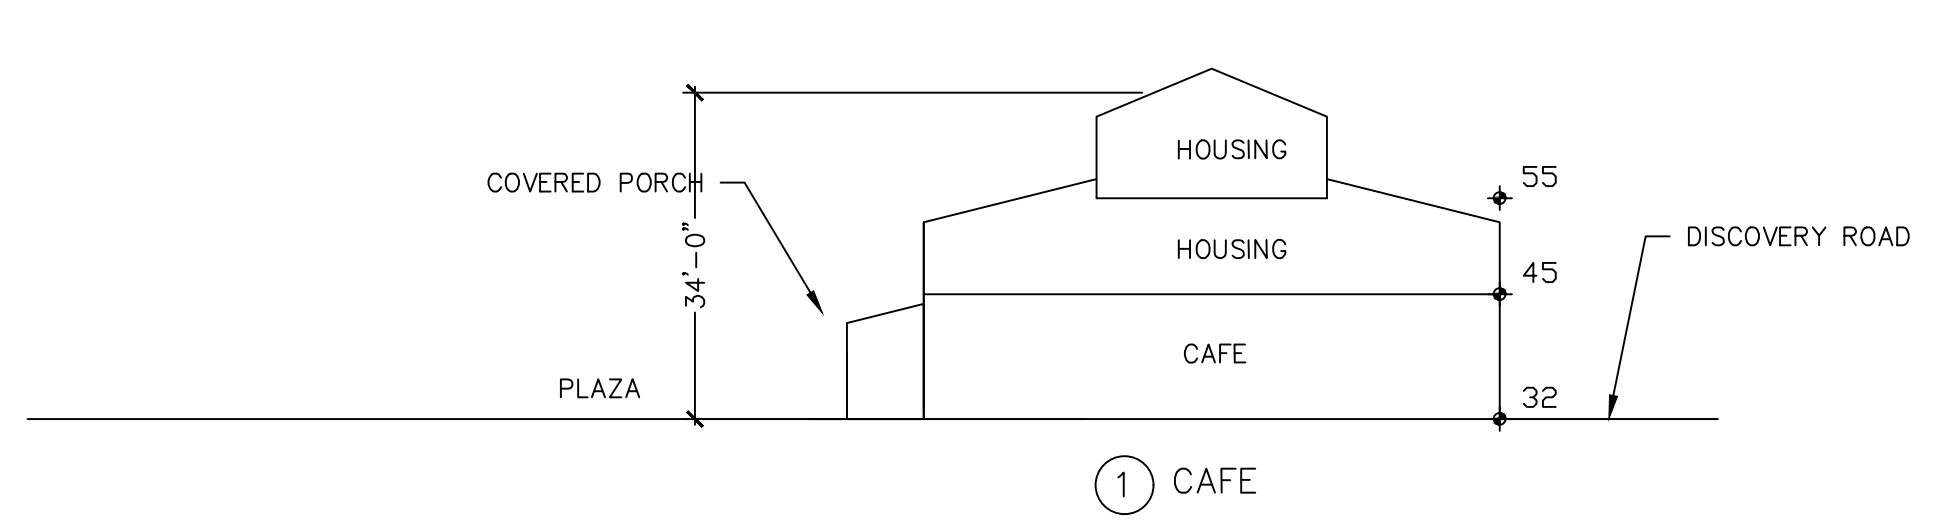 HOUSING
COVERED PORCH
55
34'-0"
DISCOVERY ROAD
HOUSING
45
CAFE
PLAZA
32
1 CAFE